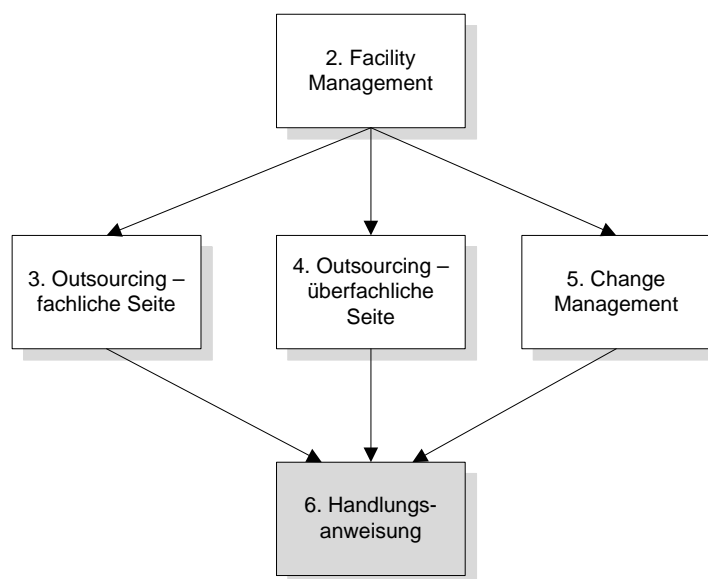 2. Facility
Management
3. Outsourcing –
fachliche Seite
4. Outsourcing –
überfachliche
Seite
5. Change
Management
6. Handlungs-
anweisung